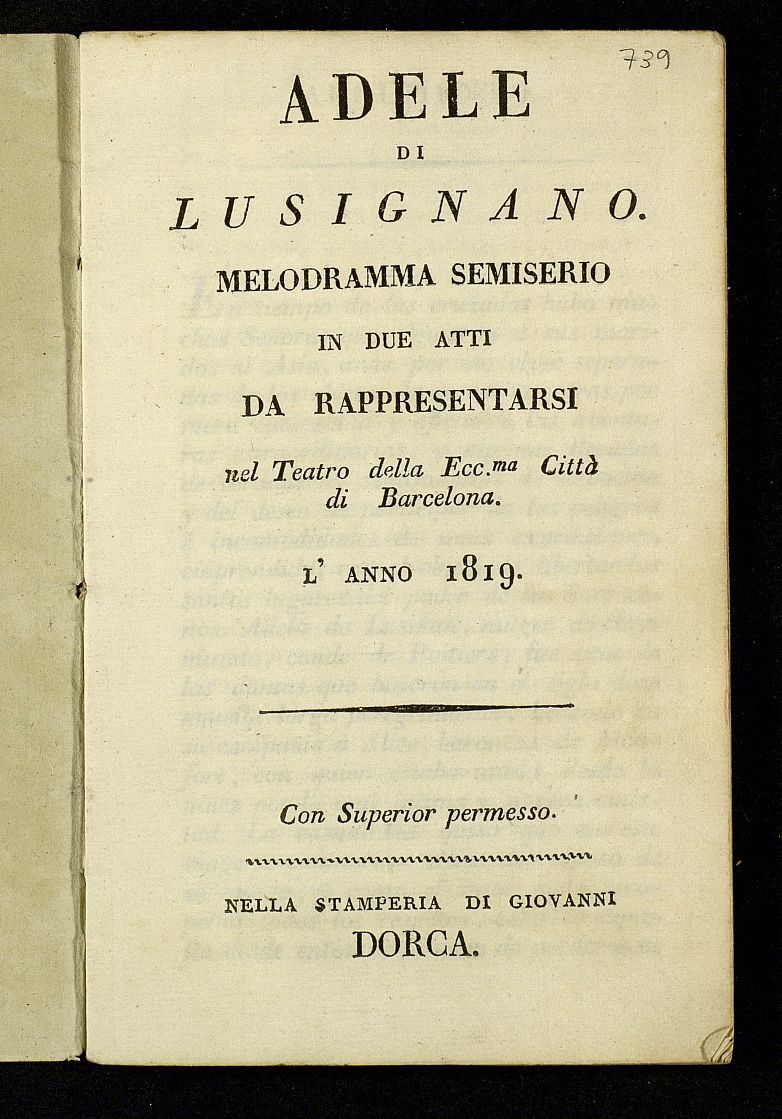 739
ADELE
DI
LUSIGNANO.
MELODRAMMA SEMISERIO
IN DUE ATTI
DA RAPPRESENTARSI
nel Teatro della Ecc.ma Città
di Barcelona.
L' ANNO 1819.
Con Superior permesso.
NELLA STAMPERIA DI GIOVANNI
DORCA.